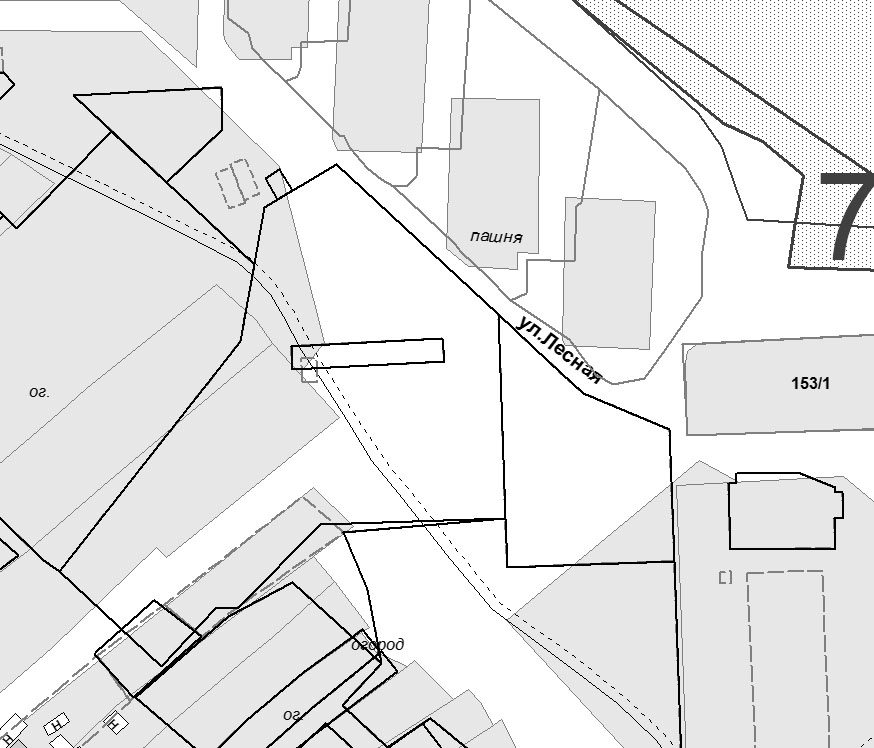 7
пашня
ул.Лесная
153/1
ог.
огород
ог.
н
н
н